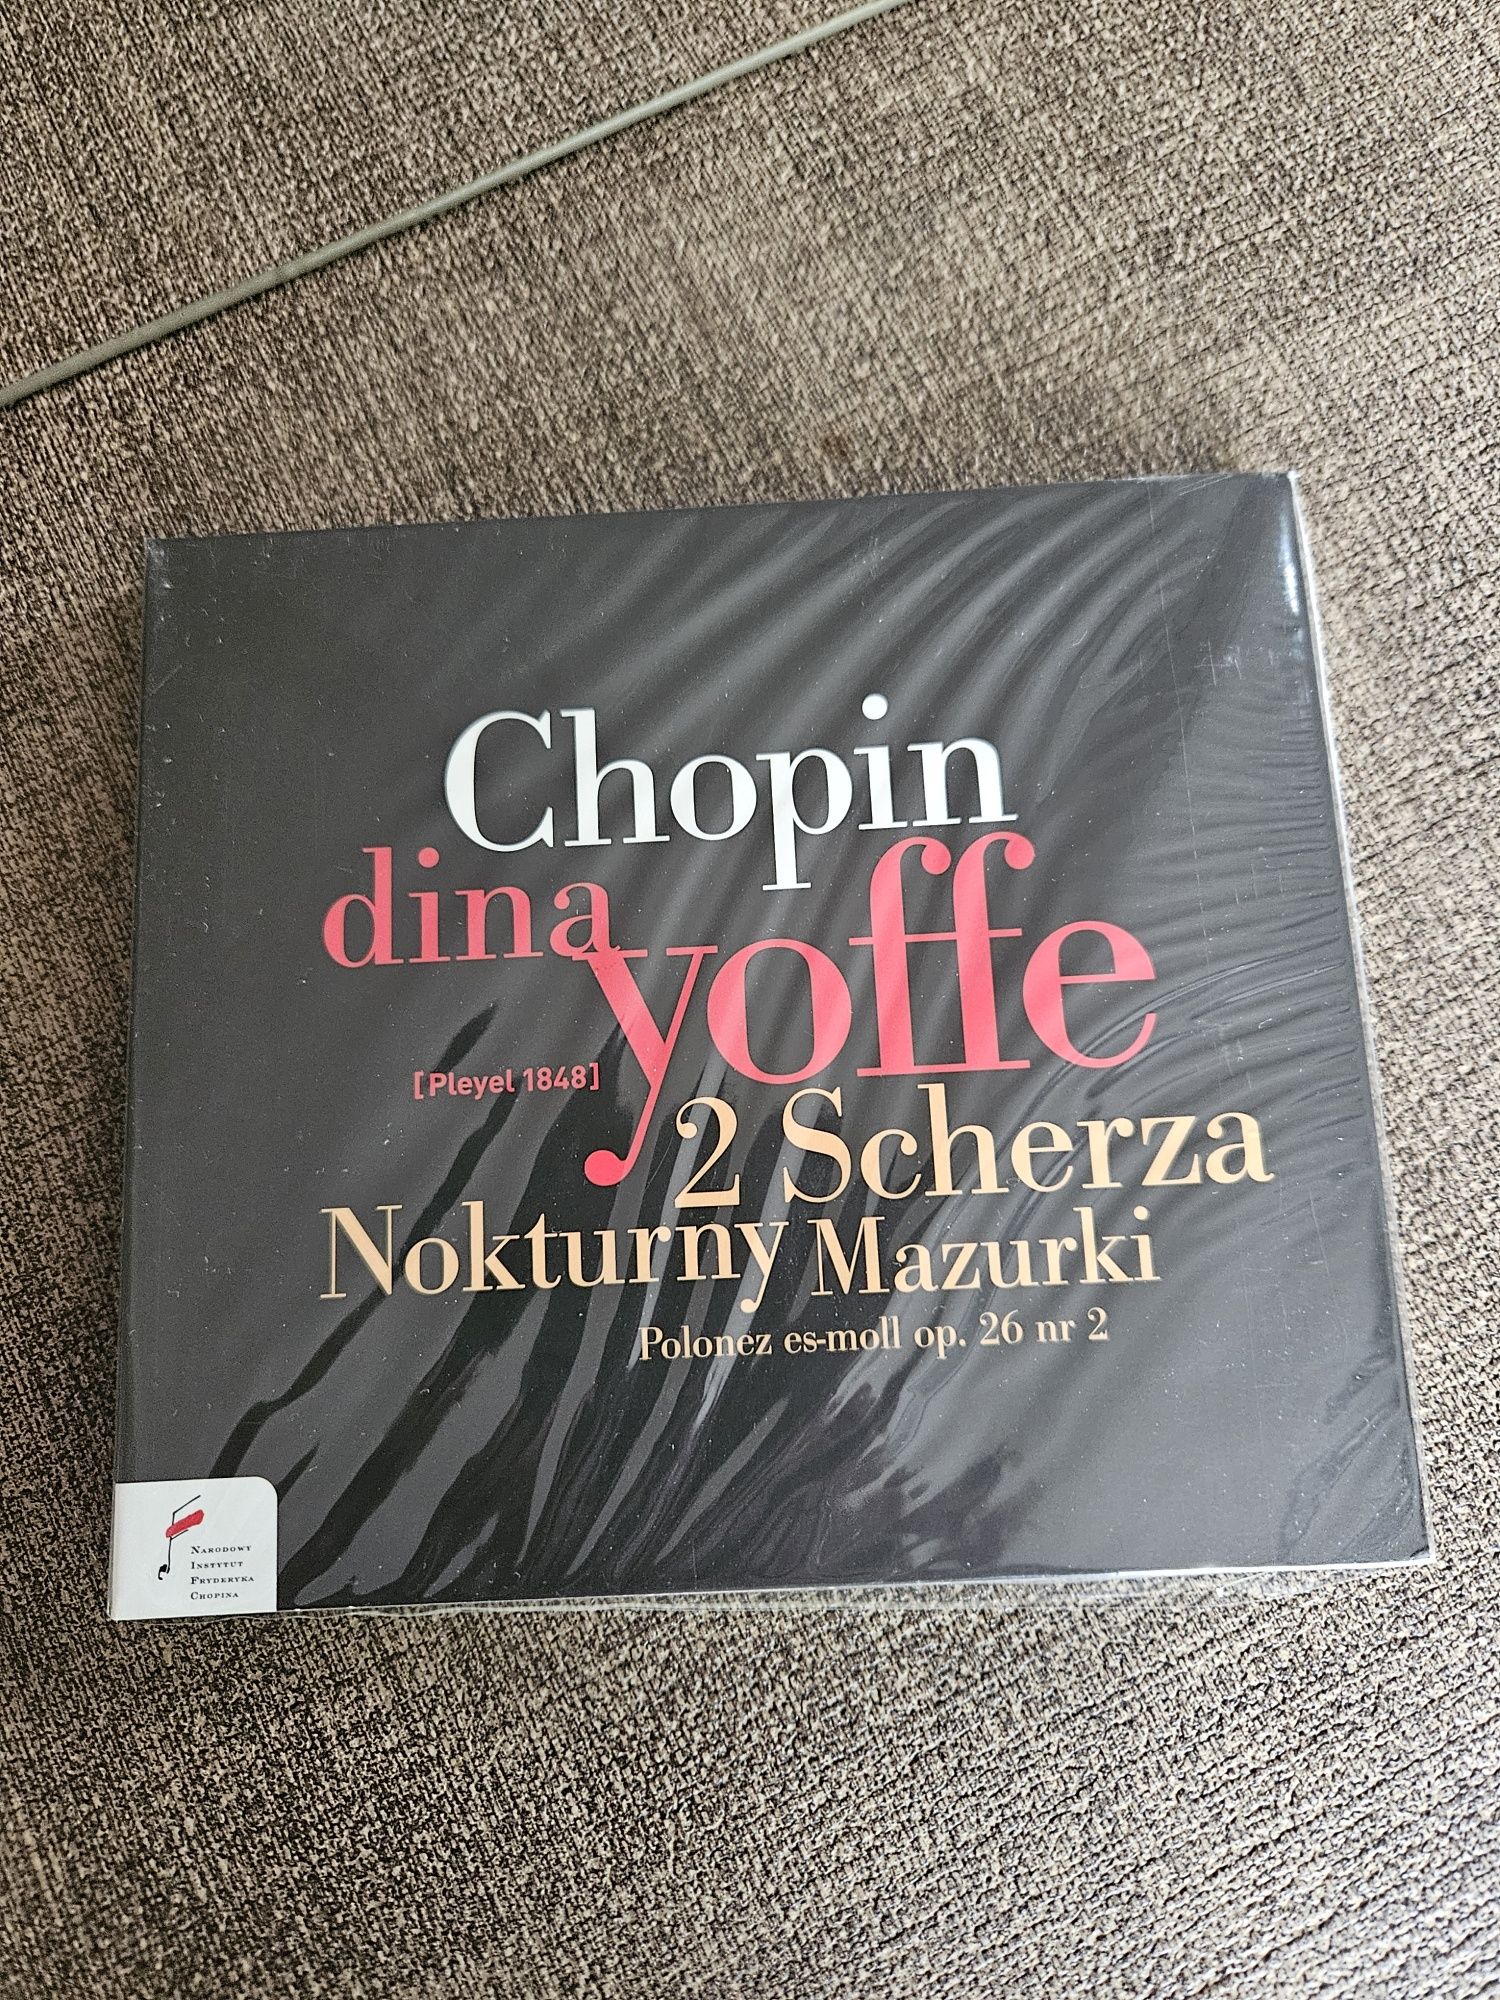 Chopin
dina yoffe
[Pleyel 1848]
2 Scherza
Nokturny Mazurki
Polonez es-moll op. 26 nr 2
Narodowy
Instytut
Fryderyka
Chopina